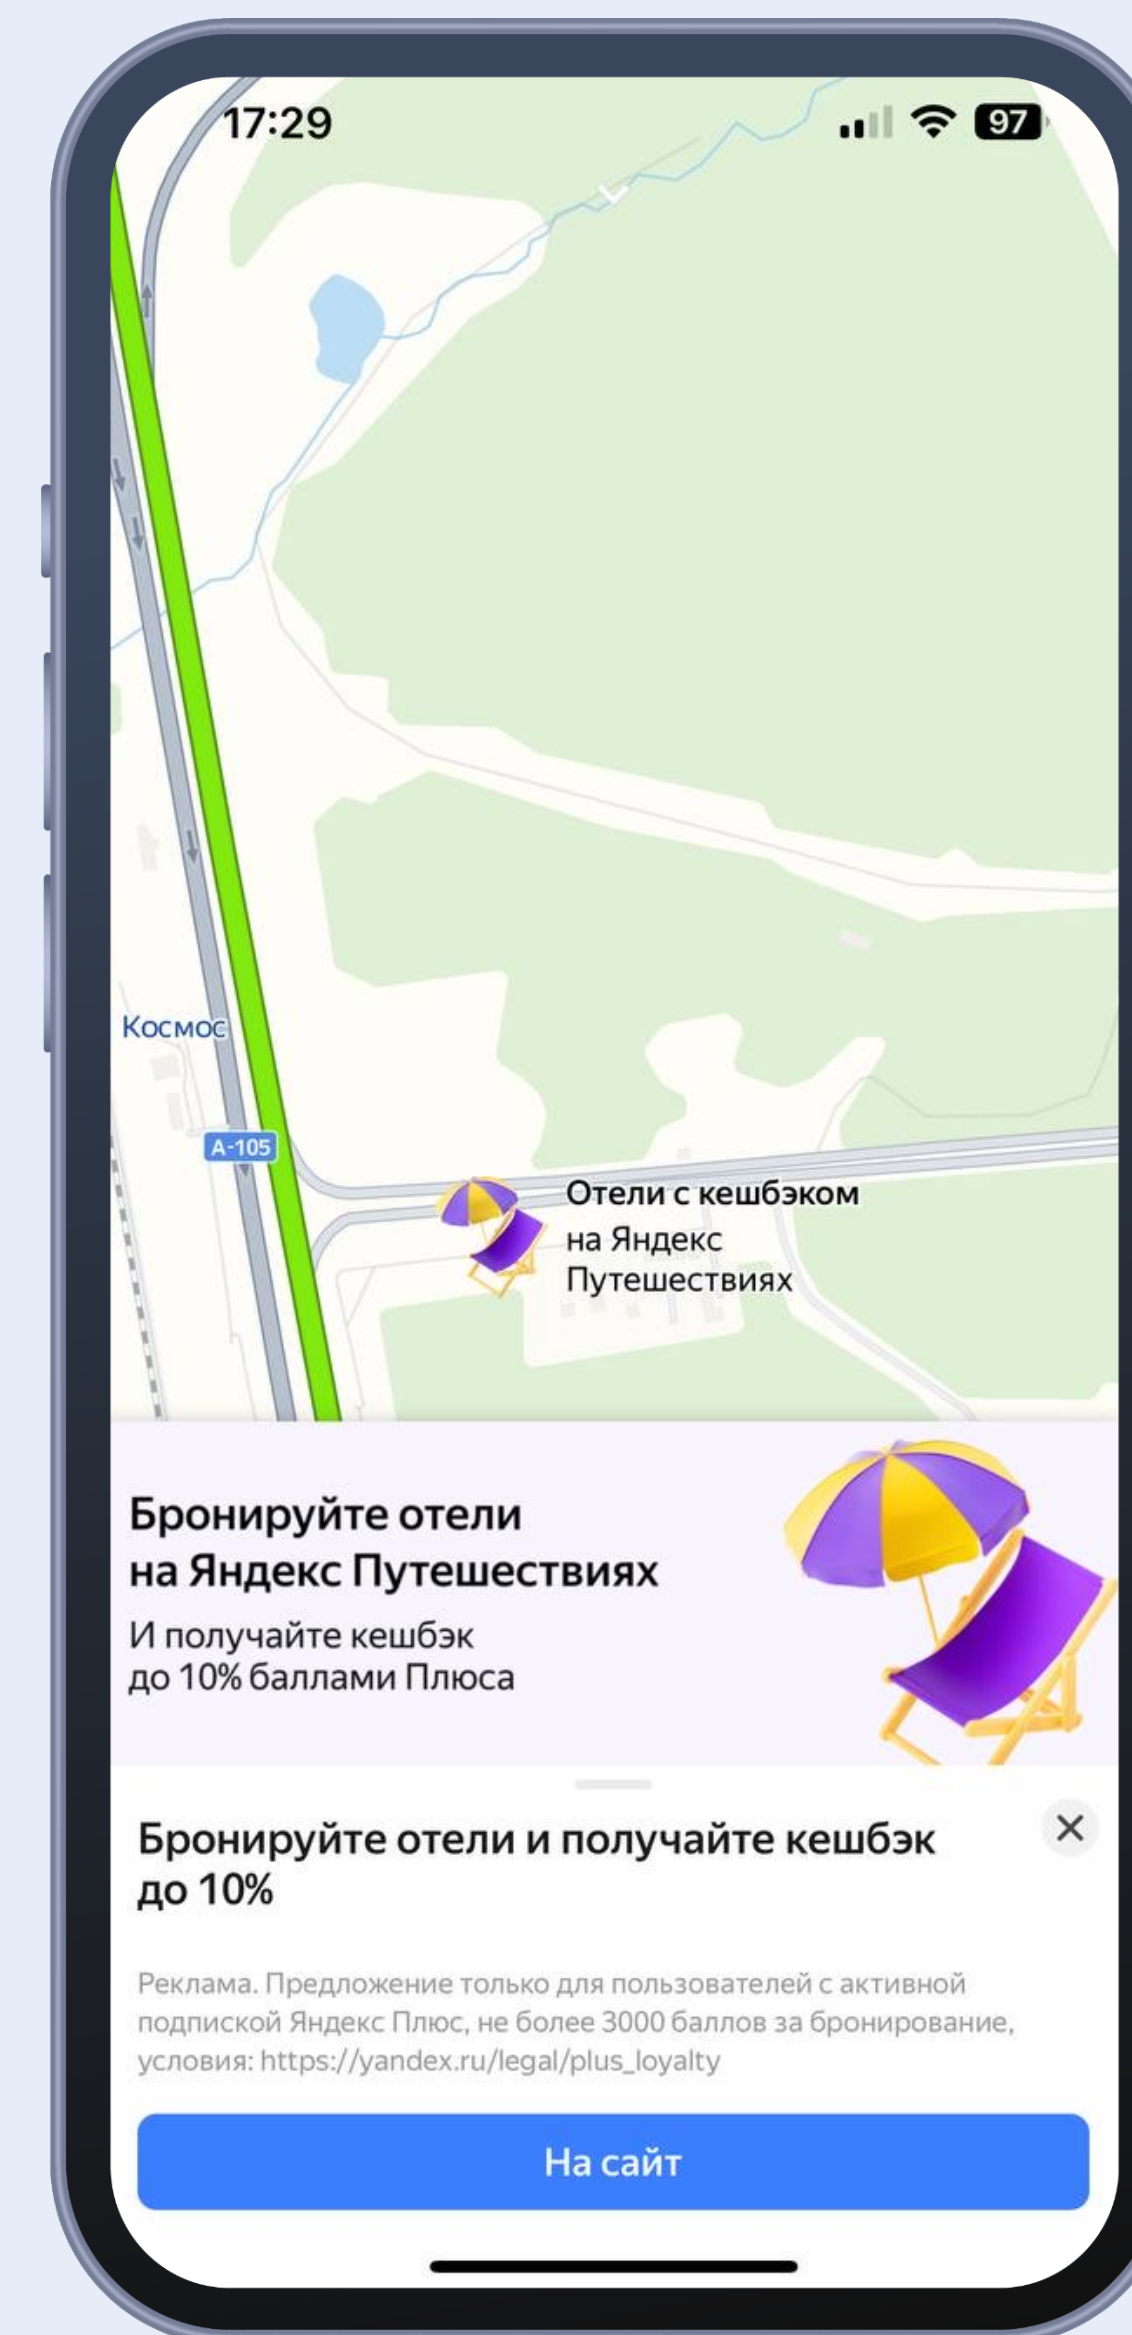 17:29
97
Космос
А-105
Отели с кешбэком
на Яндекс
Путешествиях
Бронируйте отели
на Яндекс Путешествиях
И получайте кешбэк
до 10% баллами Плюса
Бронируйте отели и получайте кешбэк
до 10%
Реклама. Предложение только для пользователей с активной
подпиской Яндекс Плюс, не более 3000 баллов за бронирование,
условия: https://yandex.ru/legal/plus_loyalty
На сайт